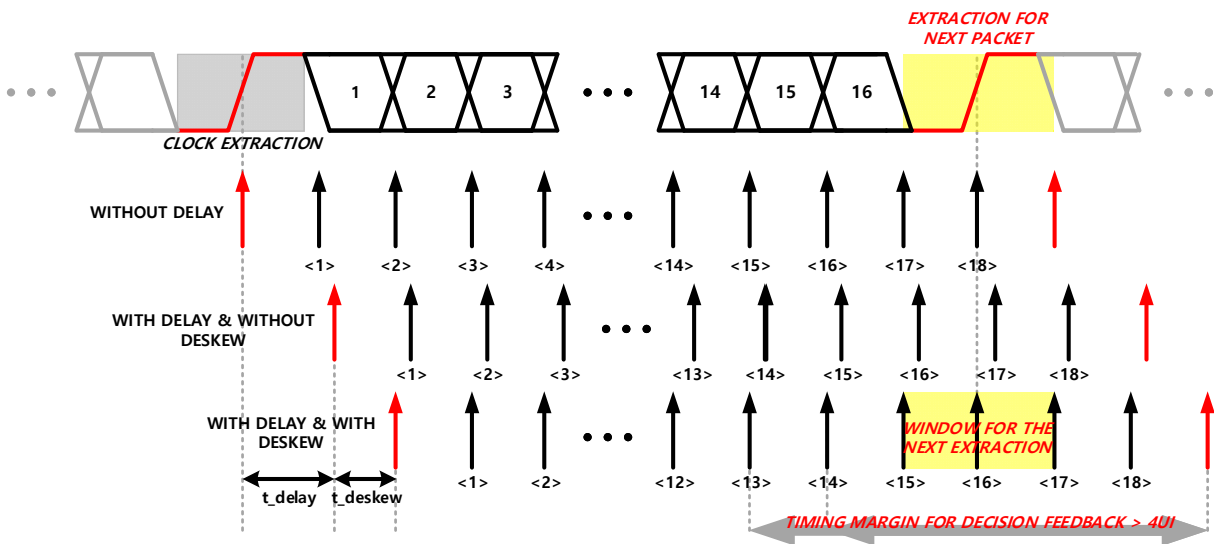 EXTRACTION FOR
NEXT PACKET
1 2 3 14 15 16
CLOCK EXTRACTION
WITHOUT DELAY
<1> <2> <3> <4> <14> <15> <16> <17> <18>
WITH DELAY & WITHOUT
DESKEW
<1> <2> <3> <13> <14> <15> <16> <17> <18>
WITH DELAY & WITH
DESKEW
WINDOW FOR THE
NEXT EXTRACTION
<1> <2> <12> <13> <14> <15> <16> <17> <18>
t_delay t_deskew
TIMING MARGIN FOR DECISION FEEDBACK > 4UI